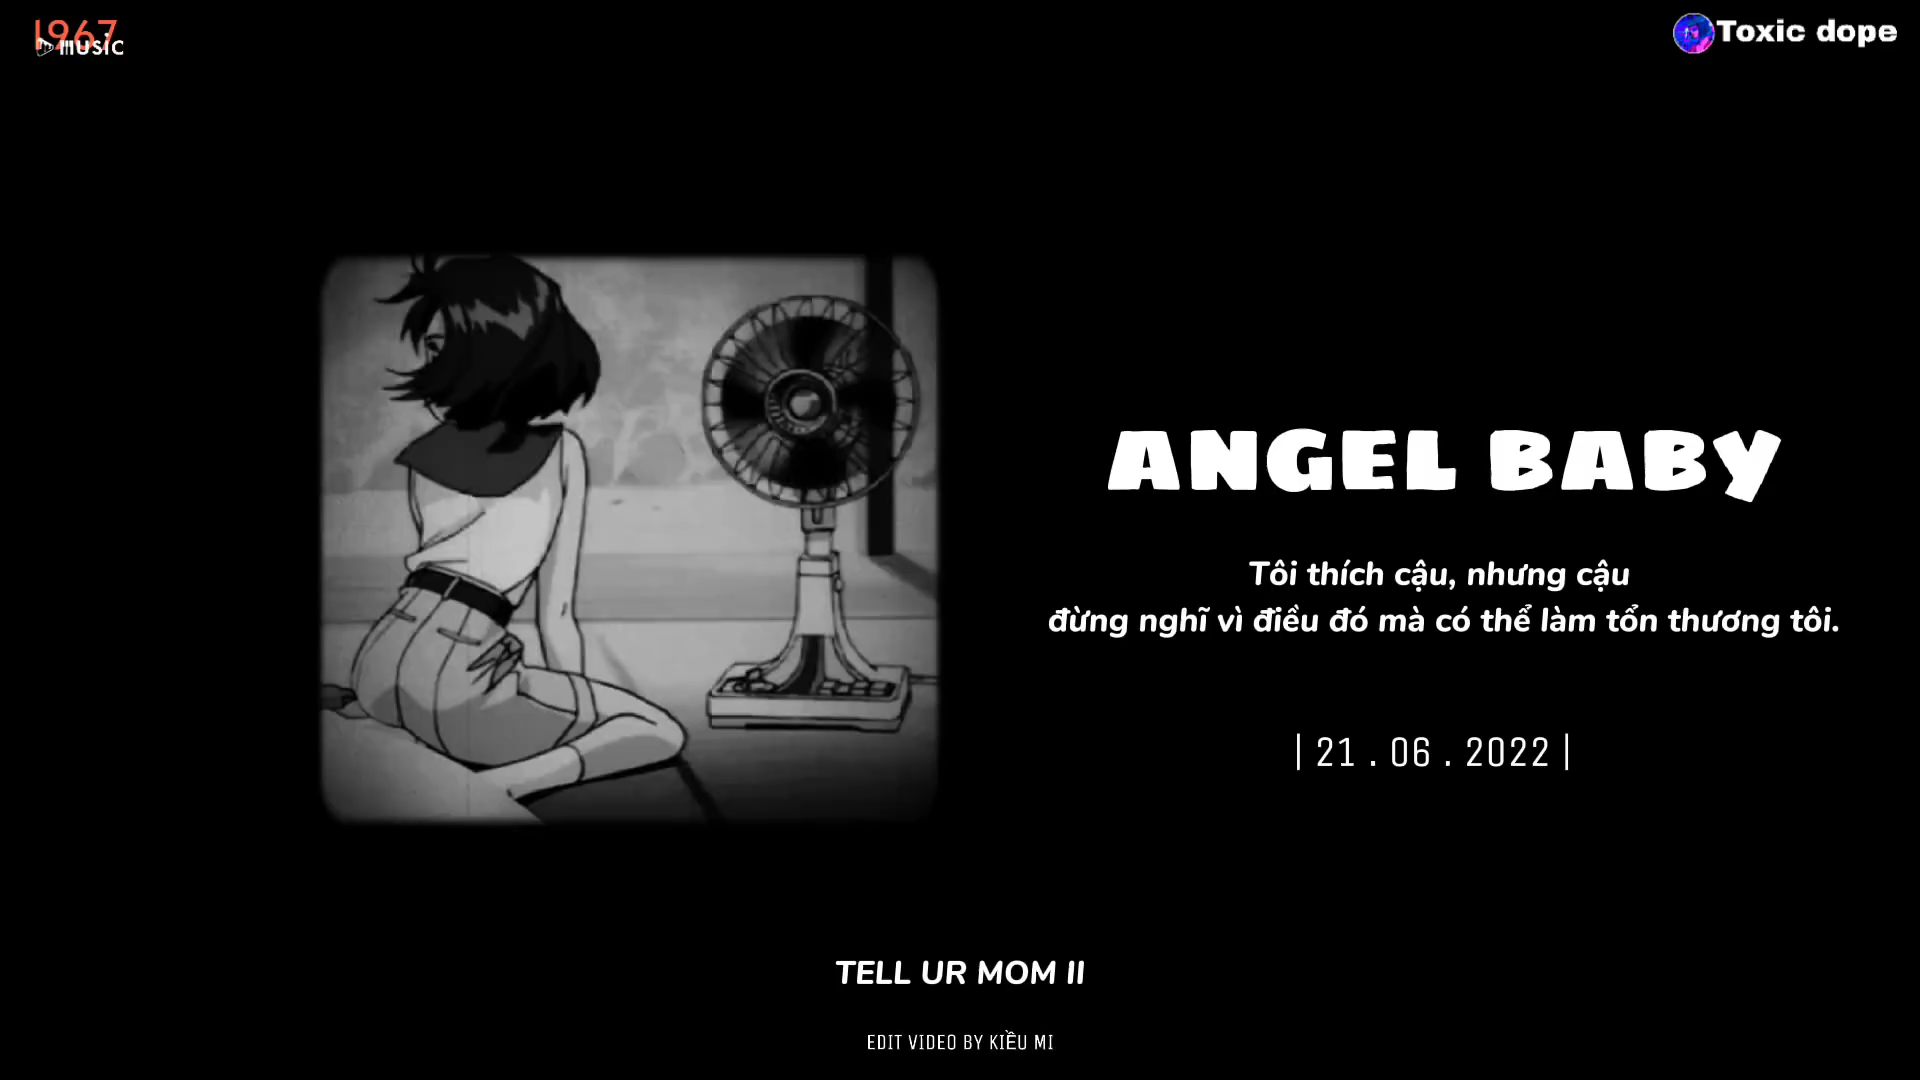 1967
music
Toxic dope
ANGEL BABY
Tôi thích cậu, nhưng cậu
đừng nghĩ vì điều đó mà có thể làm tổn thương tôi.
| 21 . 06 . 2022 |
TELL UR MOM II
EDIT VIDEO BY KIỀU MI